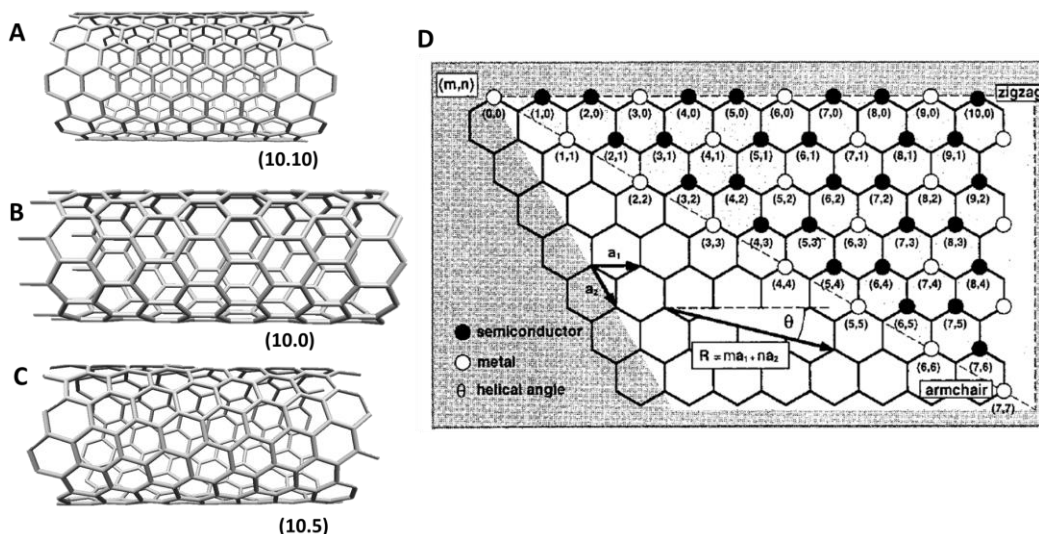 A
(10.10)
B
(10.0)
C
(10.5)
D
(m,n)
zigzag
(0,0) (1,0) (2,0) (3,0) (4,0) (5,0) (6,0) (7,0) (8,0) (9,0) (10,0)
(1,1) (2,1) (3,1) (4,1) (5,1) (6,1) (7,1) (8,1) (9,1)
(2,2) (3,2) (4,2) (5,2) (6,2) (7,2) (8,2) (9,2)
(3,3) (4,3) (5,3) (6,3) (7,3) (8,3)
a1
(4,4) (5,4) (6,4) (7,4) (8,4)
a2
(5,5) (6,5) (7,5)
θ
semiconductor
R = ma1 + na2
metal
(6,6) (7,6)
θ helical angle
armchair
(7,7)